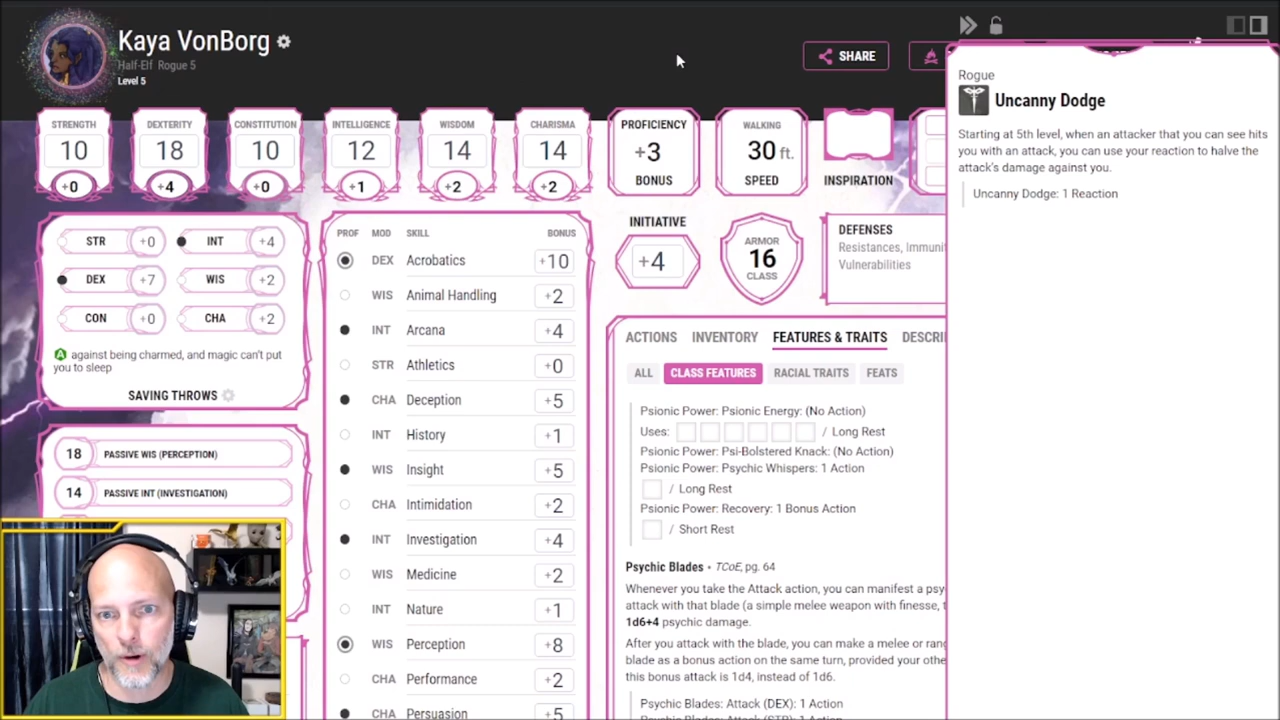 Kaya VonBorg
Half-Elf Rogue 5
Level 5
SHARE
STRENGTH
10
+0
DEXTERITY
18
+4
CONSTITUTION
10
+0
INTELLIGENCE
12
+1
WISDOM
14
+2
CHARISMA
14
+2
PROFICIENCY
+3
BONUS
WALKING
30 ft.
SPEED
INSPIRATION
STR +0
INT +4
DEX +7
WIS +2
CON +0
CHA +2
A against being charmed, and magic can't put
you to sleep
SAVING THROWS
18 PASSIVE WIS (PERCEPTION)
14 PASSIVE INT (INVESTIGATION)
PROF MOD SKILL BONUS
DEX Acrobatics +10
WIS Animal Handling +2
INT Arcana +4
STR Athletics +0
CHA Deception +5
INT History +1
WIS Insight +5
CHA Intimidation +2
INT Investigation +4
WIS Medicine +2
INT Nature +1
WIS Perception +8
CHA Performance +2
CHA Persuasion +5
INITIATIVE
+4
ARMOR
16
CLASS
DEFENSES
Resistances, Immuni
Vulnerabilities
ACTIONS INVENTORY FEATURES & TRAITS DESCRI
ALL CLASS FEATURES RACIAL TRAITS FEATS
Psionic Power: Psionic Energy: (No Action)
Uses: / Long Rest
Psionic Power: Psi-Bolstered Knack: (No Action)
Psionic Power: Psychic Whispers: 1 Action
/ Long Rest
Psionic Power: Recovery: 1 Bonus Action
/ Short Rest
Psychic Blades • TCoE, pg. 64
Whenever you take the Attack action, you can manifest a psy
attack with that blade (a simple melee weapon with finesse, t
1d6+4 psychic damage.
After you attack with the blade, you can make a melee or rang
blade as a bonus action on the same turn, provided your othe
this bonus attack is 1d4, instead of 1d6.
Psychic Blades: Attack (DEX): 1 Action
Psychic Blades: Attack (STR): 1 Action
Rogue
Uncanny Dodge
Starting at 5th level, when an attacker that you can see hits
you with an attack, you can use your reaction to halve the
attack's damage against you.
Uncanny Dodge: 1 Reaction